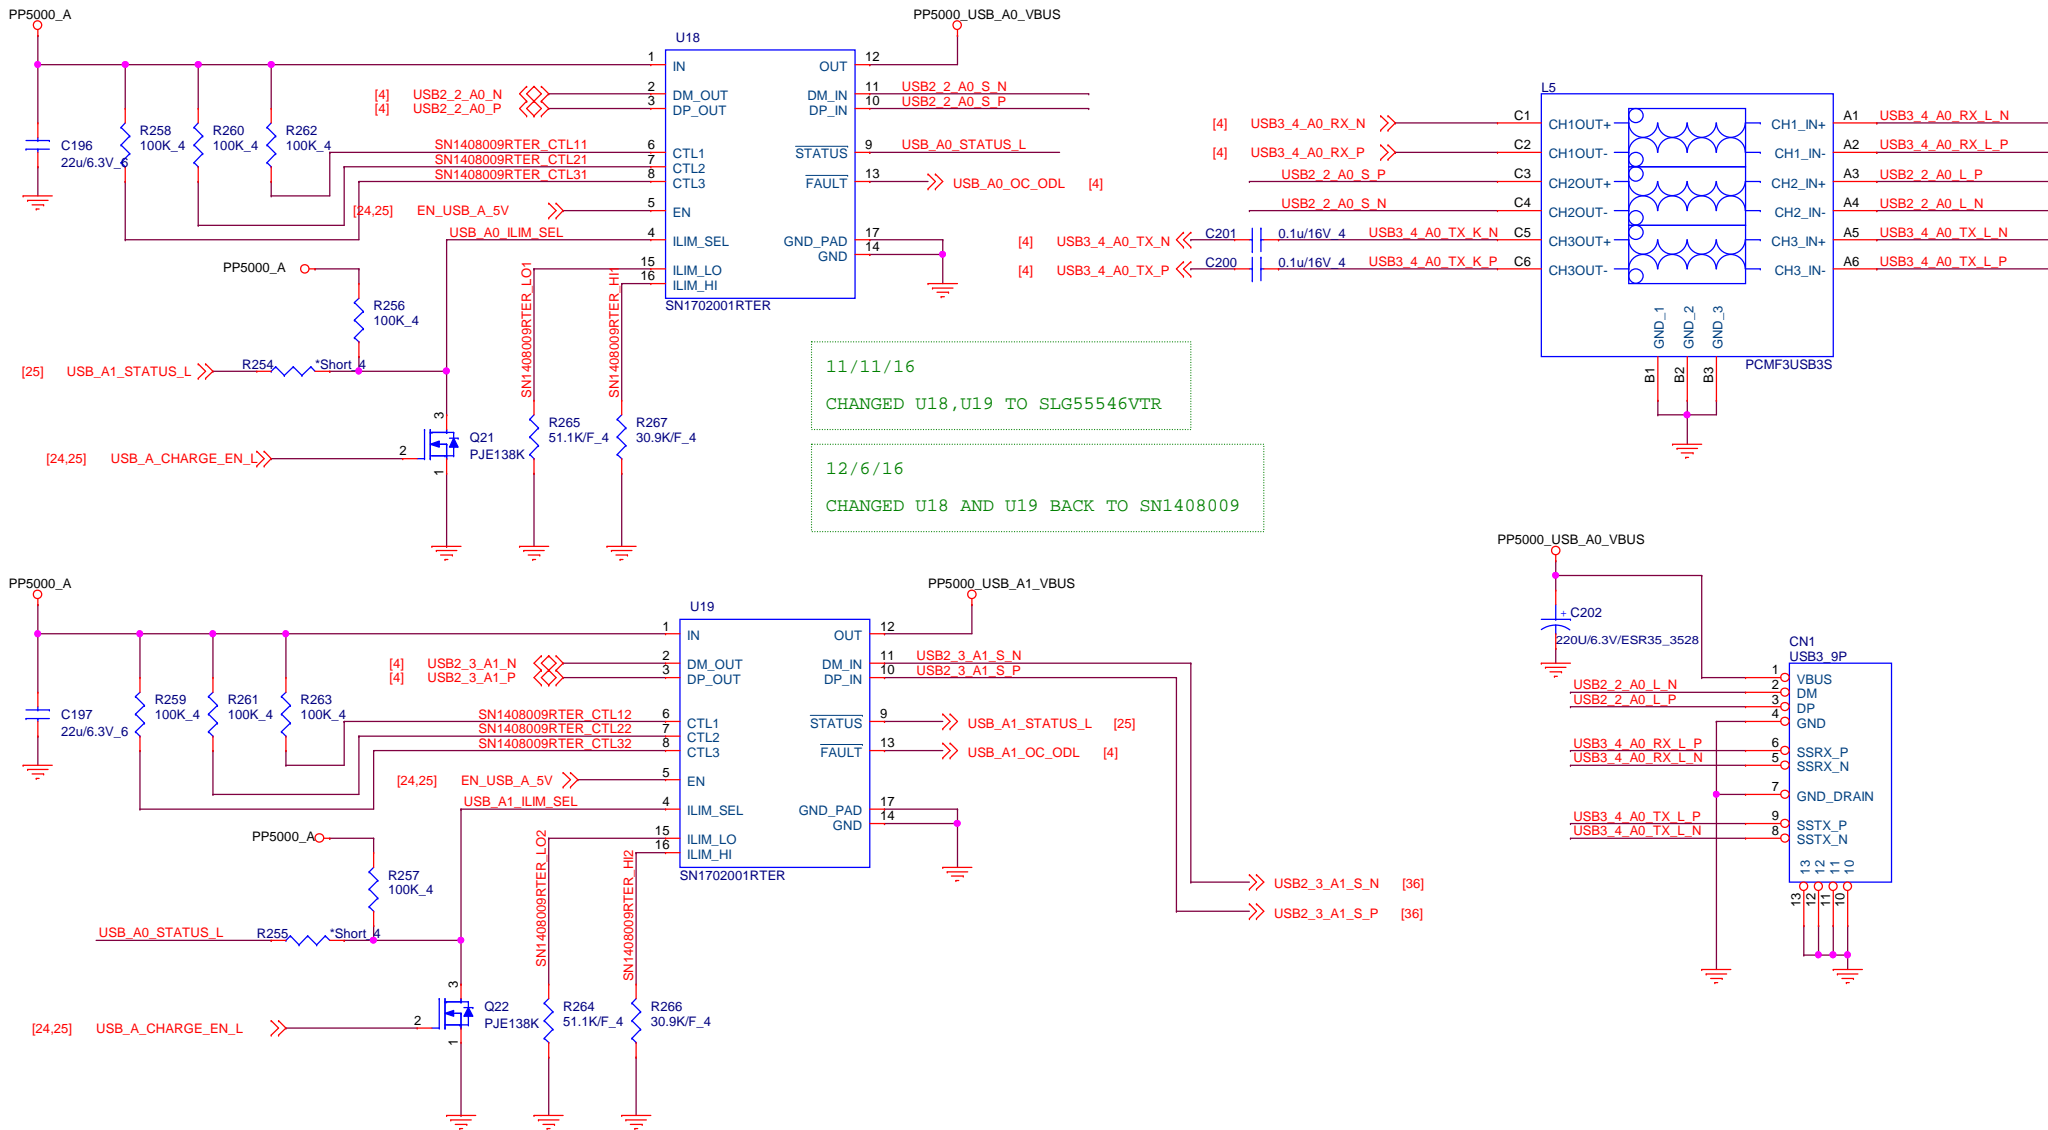 PP5000_A
U18
PP5000_USB_A0_VBUS
1 IN OUT 12
[4] USB2_2_A0_N 2 DM_OUT DM_IN 11 USB2_2_A0_S_N
[4] USB2_2_A0_P 3 DP_OUT DP_IN 10 USB2_2_A0_S_P
C196
22u/6.3V_6
R258
100K_4
R260
100K_4
R262
100K_4
SN1408009RTER_CTL11 6 CTL1 STATUS 9 USB_A0_STATUS_L
SN1408009RTER_CTL21 7 CTL2
SN1408009RTER_CTL31 8 CTL3 FAULT 13 USB_A0_OC_ODL [4]
[24,25] EN_USB_A_5V 5 EN
USB_A0_ILIM_SEL 4 ILIM_SEL GND_PAD 17
GND 14
15 ILIM_LO
16 ILIM_HI
SN1702001RTER
PP5000_A
R256
100K_4
[25] USB_A1_STATUS_L R254 *Short_4
SN1408009RTER_LO1
SN1408009RTER_HI1
3
[24,25] USB_A_CHARGE_EN_L 2
Q21
PJE138K
1
R265
51.1K/F_4
R267
30.9K/F_4
11/11/16
CHANGED U18,U19 TO SLG55546VTR
12/6/16
CHANGED U18 AND U19 BACK TO SN1408009
L5
[4] USB3_4_A0_RX_N C1 CH1OUT+ CH1_IN+ A1 USB3_4_A0_RX_L_N
[4] USB3_4_A0_RX_P C2 CH1OUT- CH1_IN- A2 USB3_4_A0_RX_L_P
USB2_2_A0_S_P C3 CH2OUT+ CH2_IN+ A3 USB2_2_A0_L_P
USB2_2_A0_S_N C4 CH2OUT- CH2_IN- A4 USB2_2_A0_L_N
[4] USB3_4_A0_TX_N C201 0.1u/16V_4 USB3_4_A0_TX_K_N C5 CH3OUT+ CH3_IN+ A5 USB3_4_A0_TX_L_N
[4] USB3_4_A0_TX_P C200 0.1u/16V_4 USB3_4_A0_TX_K_P C6 CH3OUT- CH3_IN- A6 USB3_4_A0_TX_L_P
GND_1 GND_2 GND_3
PCMF3USB3S
B1 B2 B3
PP5000_A
U19
PP5000_USB_A1_VBUS
1 IN OUT 12
[4] USB2_3_A1_N 2 DM_OUT DM_IN 11 USB2_3_A1_S_N
[4] USB2_3_A1_P 3 DP_OUT DP_IN 10 USB2_3_A1_S_P
C197
22u/6.3V_6
R259
100K_4
R261
100K_4
R263
100K_4
SN1408009RTER_CTL12 6 CTL1 STATUS 9 USB_A1_STATUS_L [25]
SN1408009RTER_CTL22 7 CTL2
SN1408009RTER_CTL32 8 CTL3 FAULT 13 USB_A1_OC_ODL [4]
[24,25] EN_USB_A_5V 5 EN
USB_A1_ILIM_SEL 4 ILIM_SEL GND_PAD 17
GND 14
15 ILIM_LO
16 ILIM_HI
SN1702001RTER
PP5000_A
R257
100K_4
USB_A0_STATUS_L R255 *Short_4
SN1408009RTER_LO2
SN1408009RTER_HI2
3
[24,25] USB_A_CHARGE_EN_L 2
Q22
PJE138K
1
R264
51.1K/F_4
R266
30.9K/F_4
USB2_3_A1_S_N [36]
USB2_3_A1_S_P [36]
PP5000_USB_A0_VBUS
+ C202
220U/6.3V/ESR35_3528
CN1
USB3_9P
1 VBUS
USB2_2_A0_L_N 2 DM
USB2_2_A0_L_P 3 DP
4 GND
USB3_4_A0_RX_L_P 6 SSRX_P
USB3_4_A0_RX_L_N 5 SSRX_N
7 GND_DRAIN
USB3_4_A0_TX_L_P 9 SSTX_P
USB3_4_A0_TX_L_N 8 SSTX_N
13 12 11 10
13 12 11 10